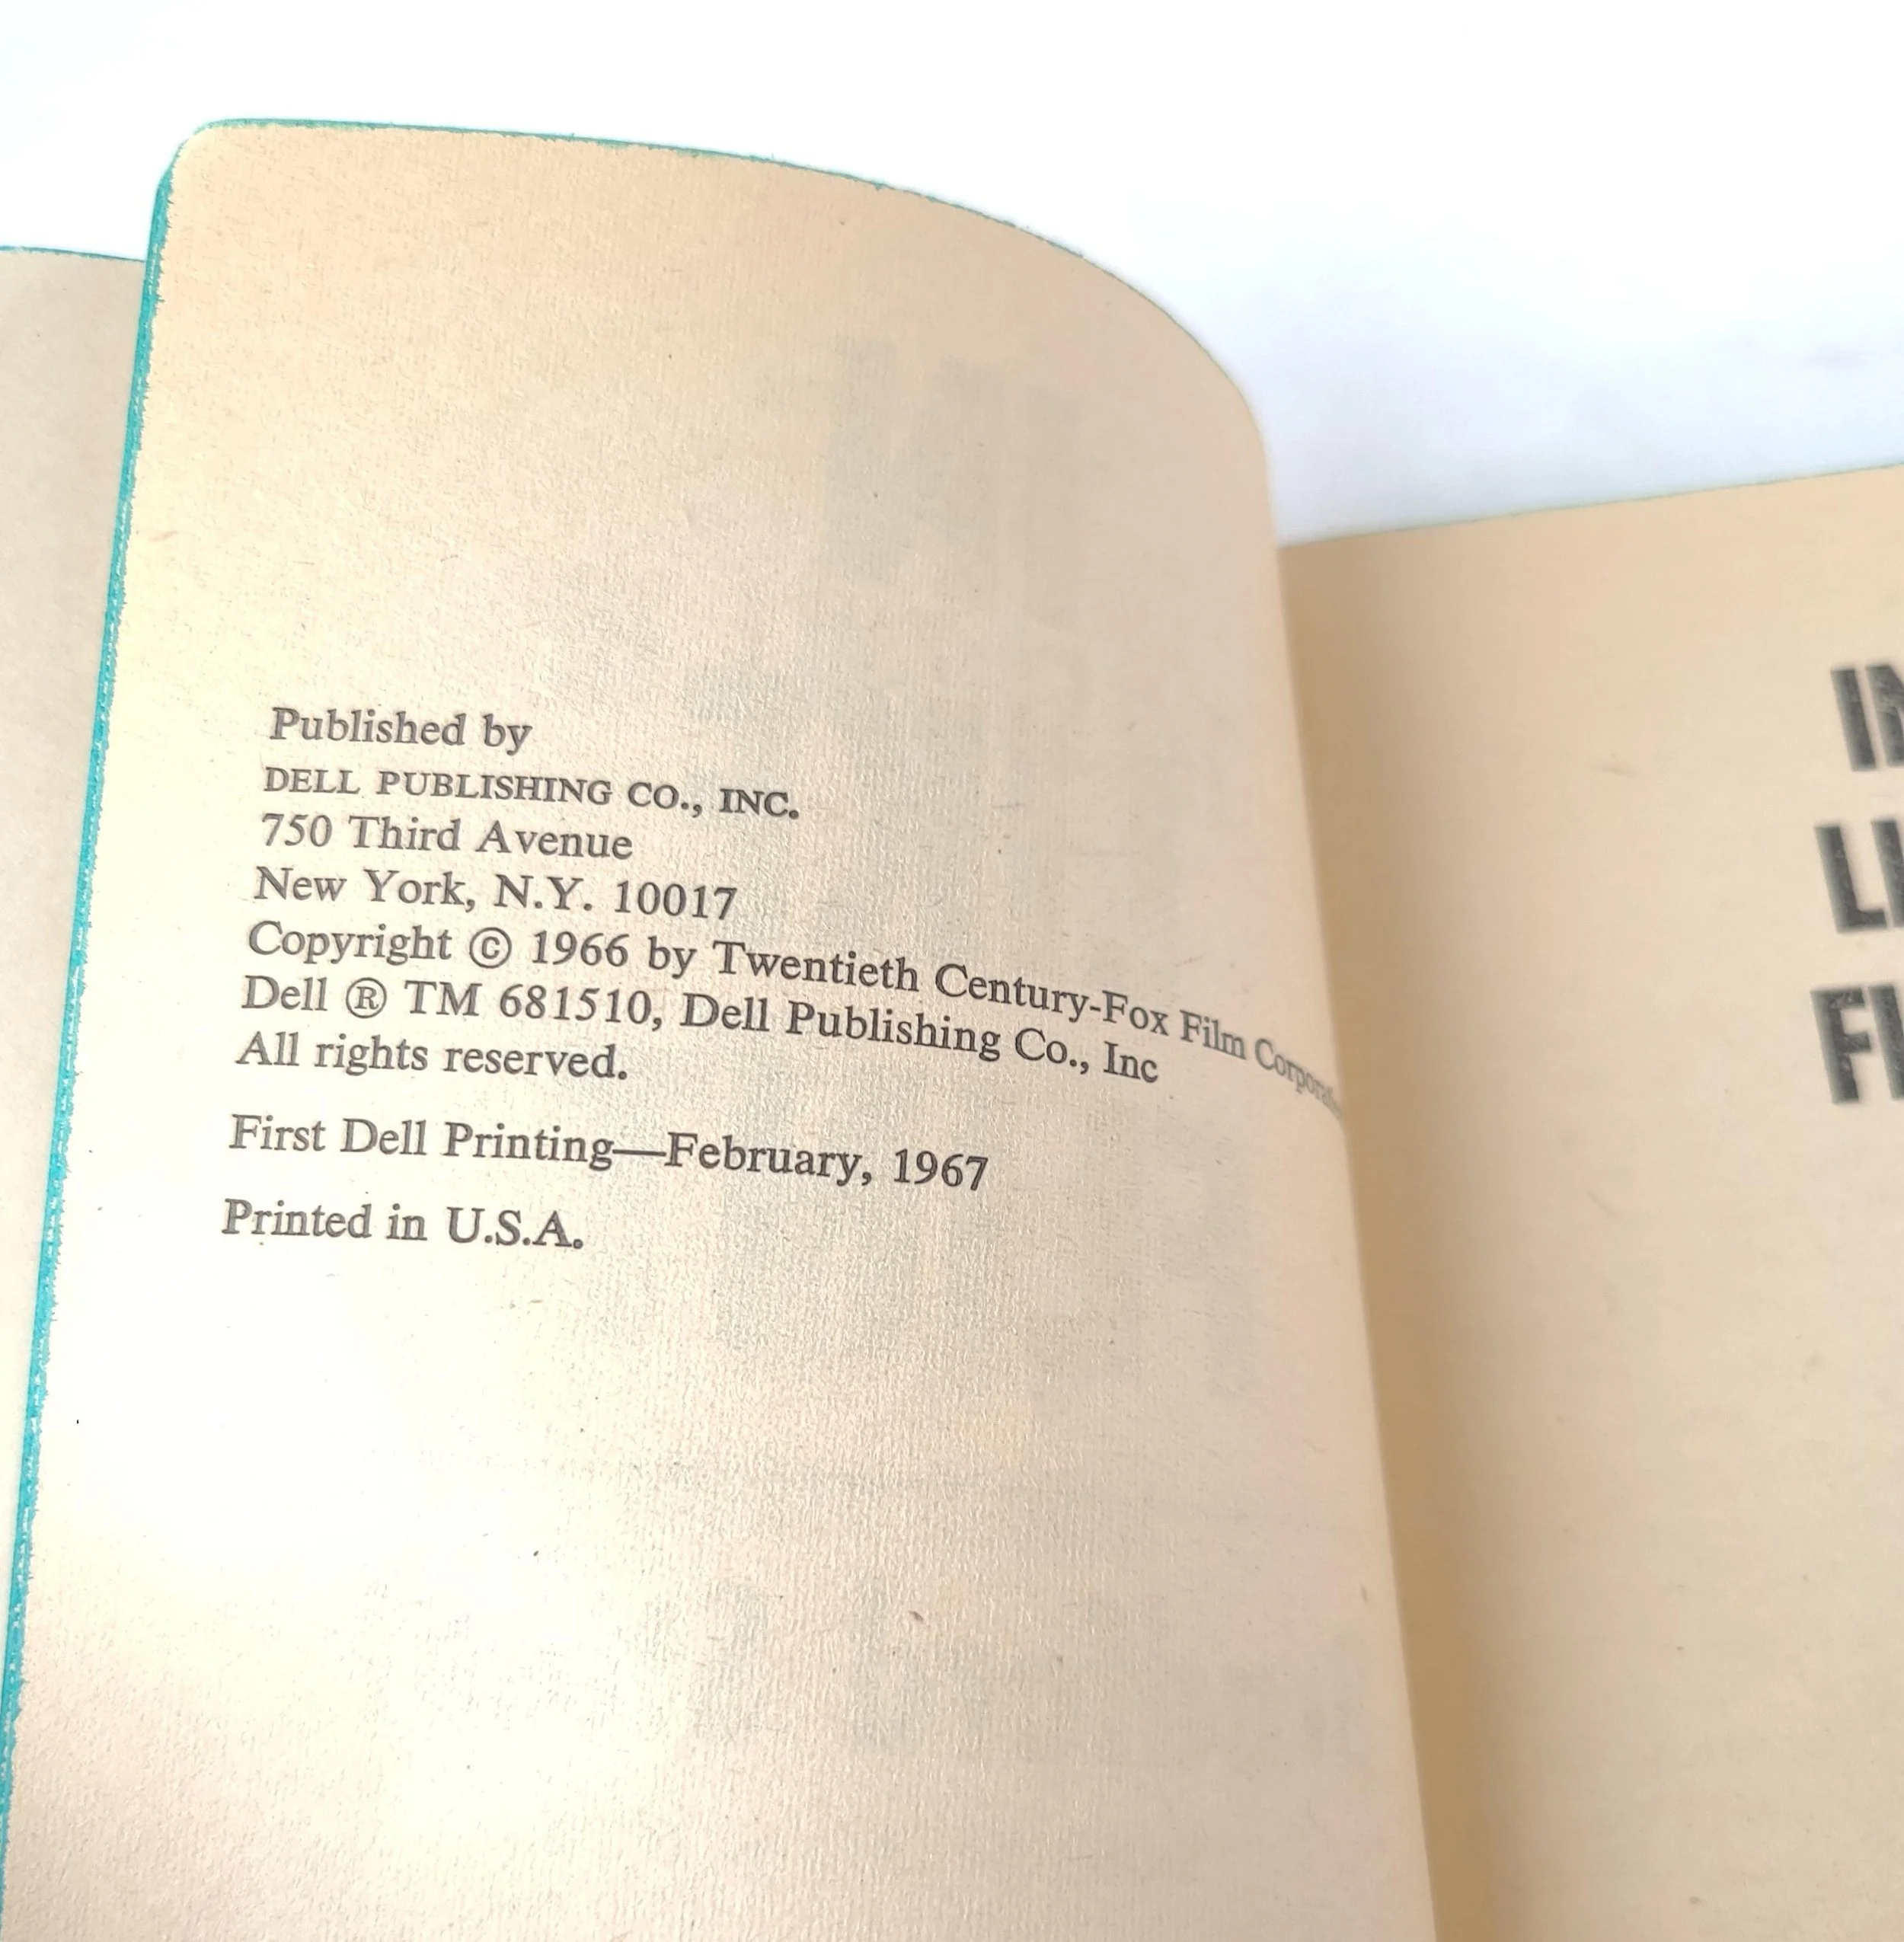 Published by
DELL PUBLISHING CO., INC.
750 Third Avenue
New York, N.Y. 10017
Copyright © 1966 by Twentieth Century-Fox Film
Dell ® TM 681510, Dell Publishing Co., Inc
All rights reserved.
First Dell Printing—February, 1967
Printed in U.S.A.